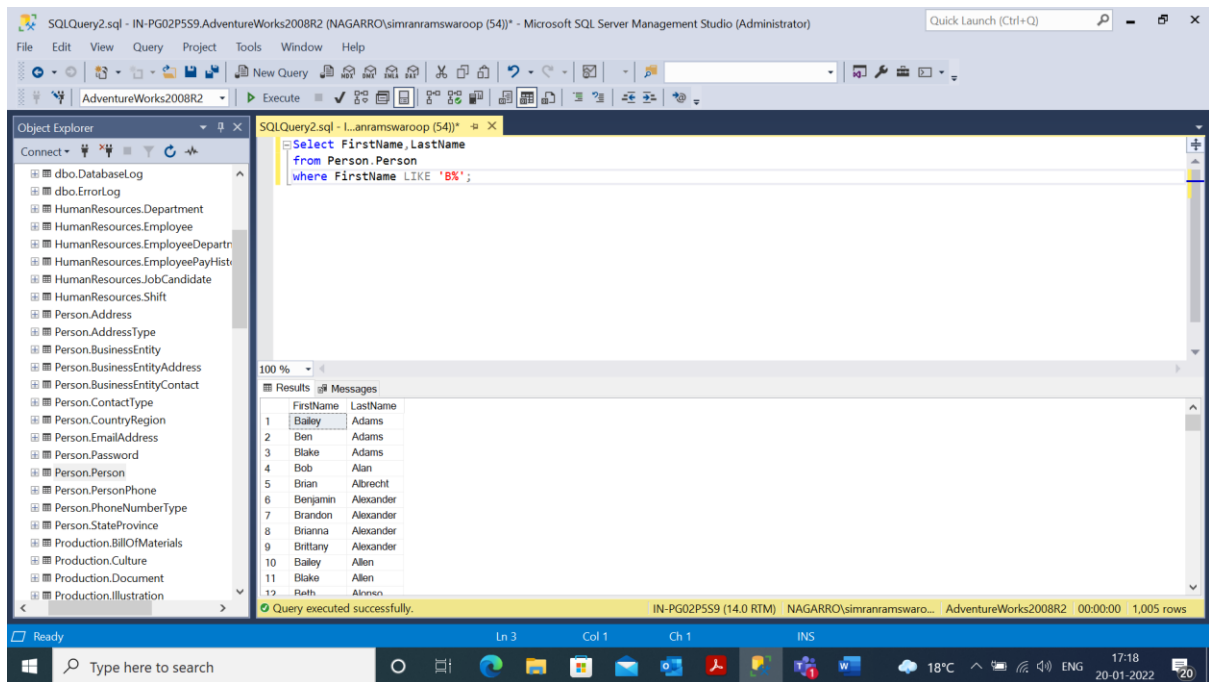 SQLQuery2.sql - IN-PG02P5S9.AdventureWorks2008R2 (NAGARRO\simranramswaroop (54))* - Microsoft SQL Server Management Studio (Administrator)
Quick Launch (Ctrl+Q)
File Edit View Query Project Tools Window Help
New Query MDX DMX XMLA DAX
AdventureWorks2008R2 Execute
Object Explorer
SQLQuery2.sql - I...anramswaroop (54))*
Connect
Select FirstName,LastName
from Person.Person
where FirstName LIKE 'B%';
dbo.DatabaseLog
dbo.ErrorLog
HumanResources.Department
HumanResources.Employee
HumanResources.EmployeeDepartn
HumanResources.EmployeePayHist
HumanResources.JobCandidate
HumanResources.Shift
Person.Address
Person.AddressType
Person.BusinessEntity
Person.BusinessEntityAddress
Person.BusinessEntityContact
Person.ContactType
Person.CountryRegion
Person.EmailAddress
Person.Password
Person.Person
Person.PersonPhone
Person.PhoneNumberType
Person.StateProvince
Production.BillOfMaterials
Production.Culture
Production.Document
Production.Illustration
100 %
Results Messages
FirstName LastName
1 Bailey Adams
2 Ben Adams
3 Blake Adams
4 Bob Alan
5 Brian Albrecht
6 Benjamin Alexander
7 Brandon Alexander
8 Brianna Alexander
9 Brittany Alexander
10 Bailey Allen
11 Blake Allen
12 Beth Alonso
Query executed successfully. IN-PG02P5S9 (14.0 RTM) NAGARRO\simranramswaro... AdventureWorks2008R2 00:00:00 1,005 rows
Ready Ln 3 Col 1 Ch 1 INS
Type here to search
18°C ENG
17:18
20-01-2022
20